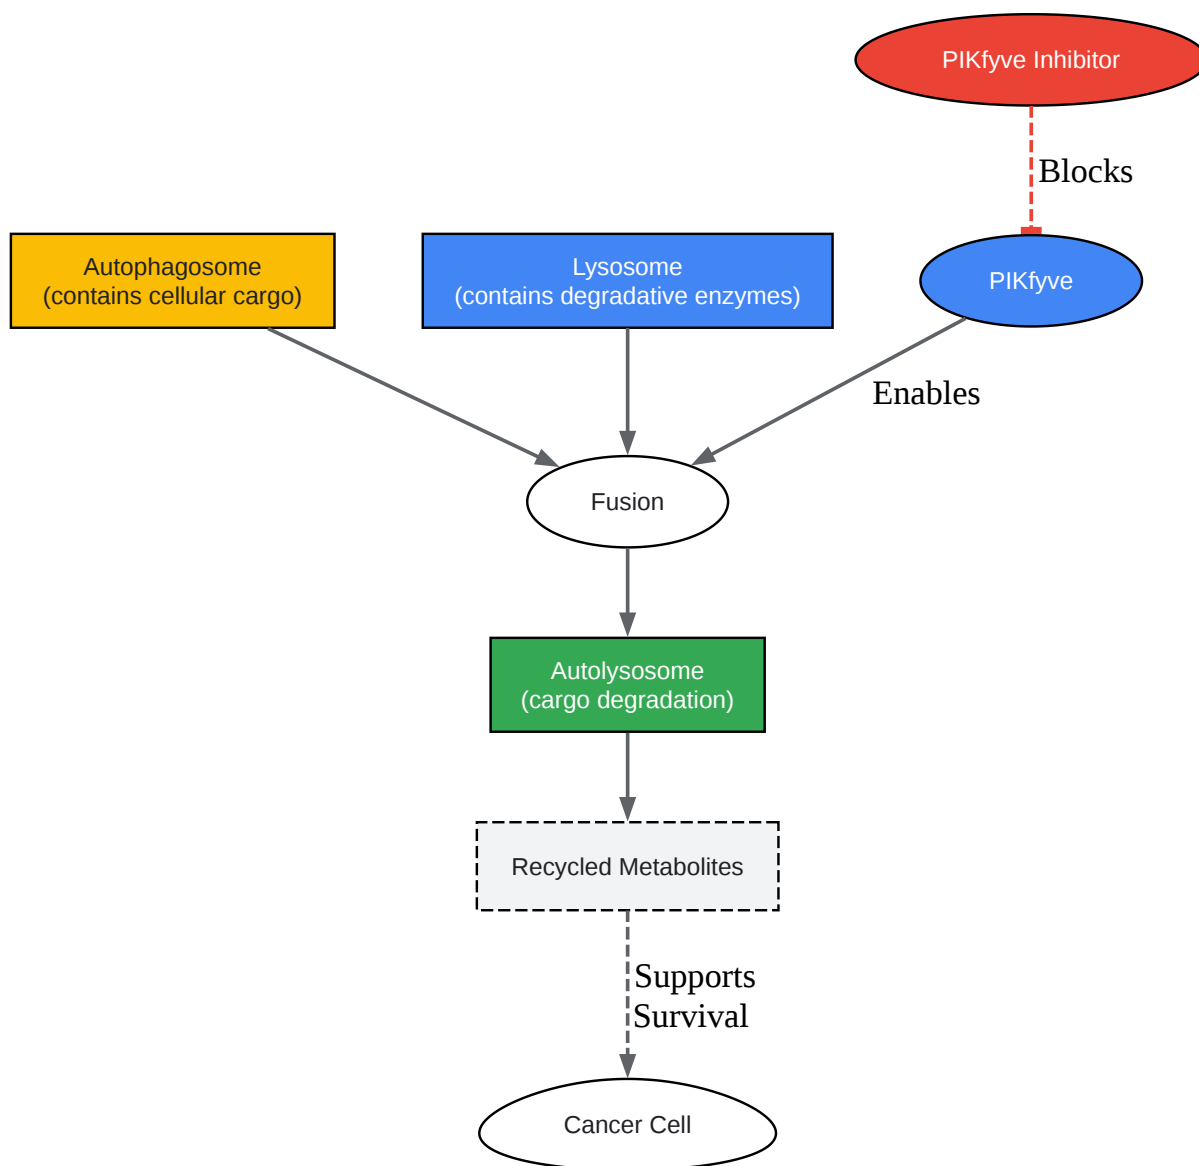 PIKfyve Inhibitor
Blocks
Autophagosome
(contains cellular cargo)
Lysosome
(contains degradative enzymes)
PIKfyve
Enables
Fusion
Autolysosome
(cargo degradation)
Recycled Metabolites
Supports
Survival
Cancer Cell